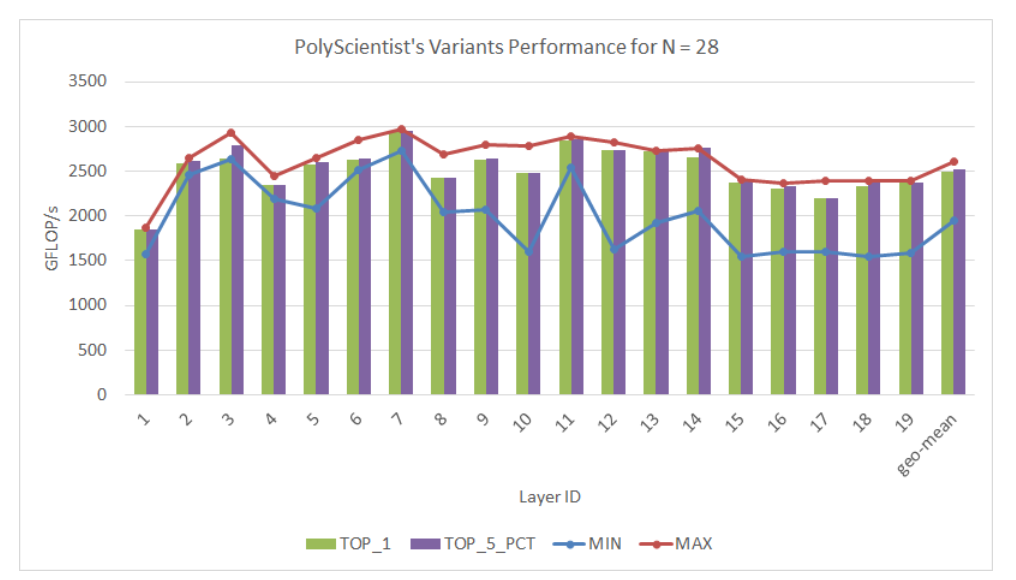 PolyScientist's Variants Performance for N = 28
3500
3000
2500
2000
1500
1000
500
0
GFLOP/s
1 2 3 4 5 6 7 8 9 10 11 12 13 14 15 16 17 18 19 geo-mean
Layer ID
TOP_1 TOP_5_PCT MIN MAX